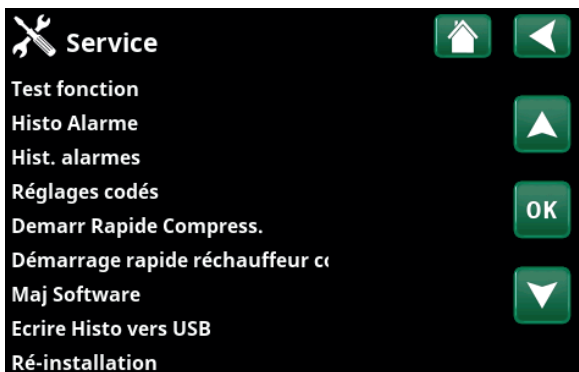 Service
Test fonction
Histo Alarme
Hist. alarmes
Réglages codés
OK
Demarr Rapide Compress.
Démarrage rapide réchauffeur
Maj Software
Ecrire Histo vers USB
Ré-installation